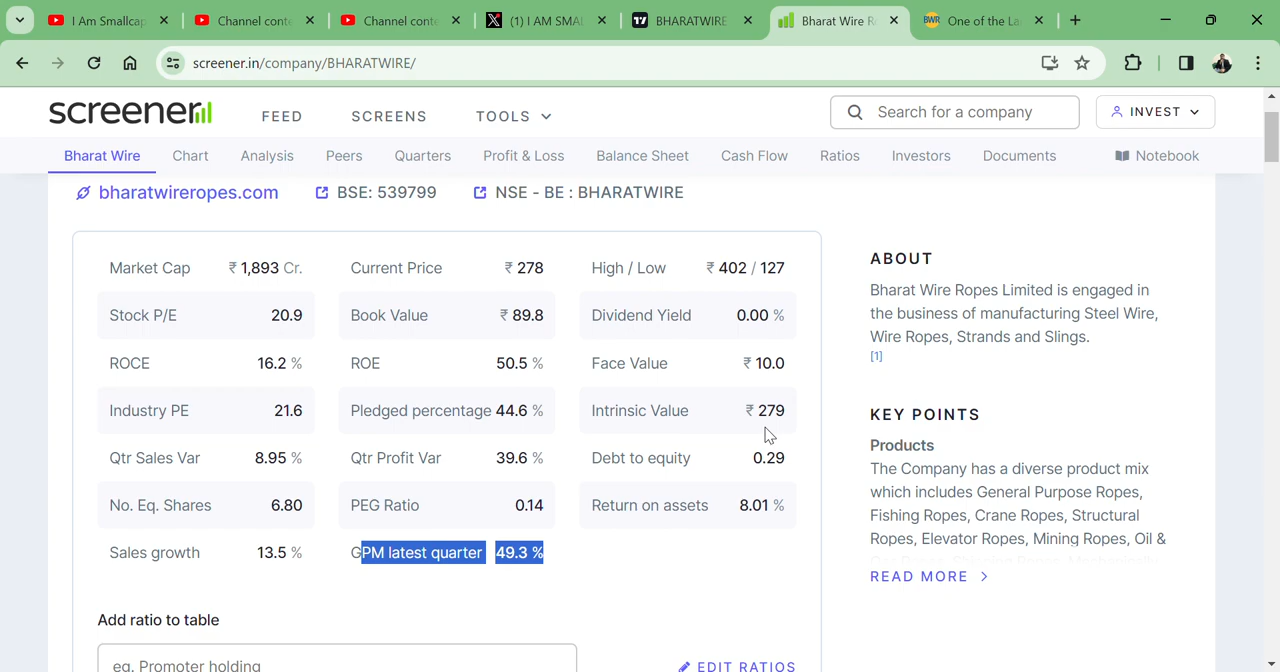 I Am Smallcap
Channel conte
Channel conte
(1) I AM SMAL
BHARATWIRE
Bharat Wire Ro
BWR One of the La
screener.in/company/BHARATWIRE/
screener
FEED
SCREENS
TOOLS
Search for a company
INVEST
Bharat Wire
Chart
Analysis
Peers
Quarters
Profit & Loss
Balance Sheet
Cash Flow
Ratios
Investors
Documents
Notebook
bharatwireropes.com
BSE: 539799
NSE - BE : BHARATWIRE
Market Cap ₹ 1,893 Cr.
Current Price ₹ 278
High / Low ₹ 402 / 127
Stock P/E 20.9
Book Value ₹ 89.8
Dividend Yield 0.00 %
ROCE 16.2 %
ROE 50.5 %
Face Value ₹ 10.0
Industry PE 21.6
Pledged percentage 44.6 %
Intrinsic Value ₹ 279
Qtr Sales Var 8.95 %
Qtr Profit Var 39.6 %
Debt to equity 0.29
No. Eq. Shares 6.80
PEG Ratio 0.14
Return on assets 8.01 %
Sales growth 13.5 %
GPM latest quarter 49.3 %
Add ratio to table
eg. Promoter holding
EDIT RATIOS
ABOUT
Bharat Wire Ropes Limited is engaged in
the business of manufacturing Steel Wire,
Wire Ropes, Strands and Slings.
[1]
KEY POINTS
Products
The Company has a diverse product mix
which includes General Purpose Ropes,
Fishing Ropes, Crane Ropes, Structural
Ropes, Elevator Ropes, Mining Ropes, Oil &
READ MORE